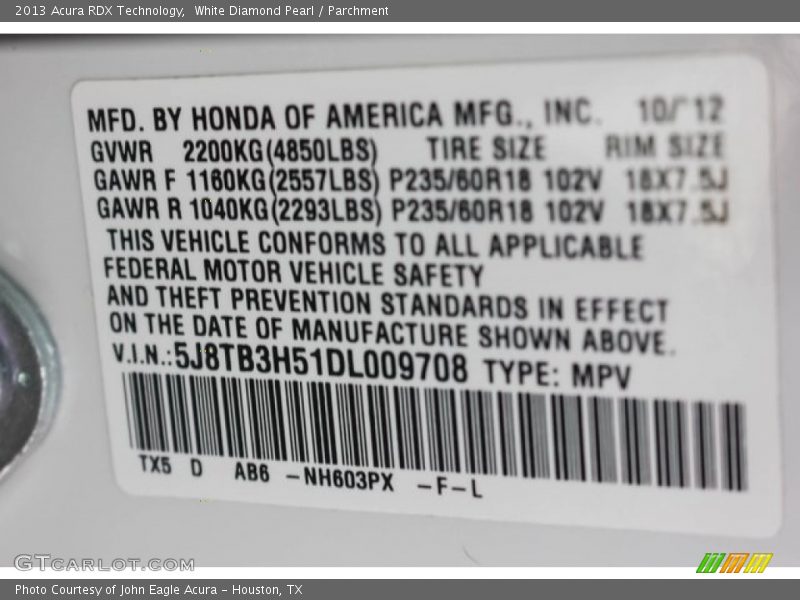 2013 Acura RDX Technology,  White Diamond Pearl / Parchment
MFD. BY HONDA OF AMERICA MFG., INC. 10/12
GVWR 2200KG(4850LBS) TIRE SIZE RIM SIZE
GAWR F 1160KG(2557LBS) P235/60R18 102V 18X7.5J
GAWR R 1040KG(2293LBS) P235/60R18 102V 18X7.5J
THIS VEHICLE CONFORMS TO ALL APPLICABLE
FEDERAL MOTOR VEHICLE SAFETY
AND THEFT PREVENTION STANDARDS IN EFFECT
ON THE DATE OF MANUFACTURE SHOWN ABOVE.
V.I.N.:5J8TB3H51DL009708 TYPE: MPV
TX5 D AB6 -NH603PX -F-L
GTCARLOT.COM
Photo Courtesy of John Eagle Acura - Houston, TX